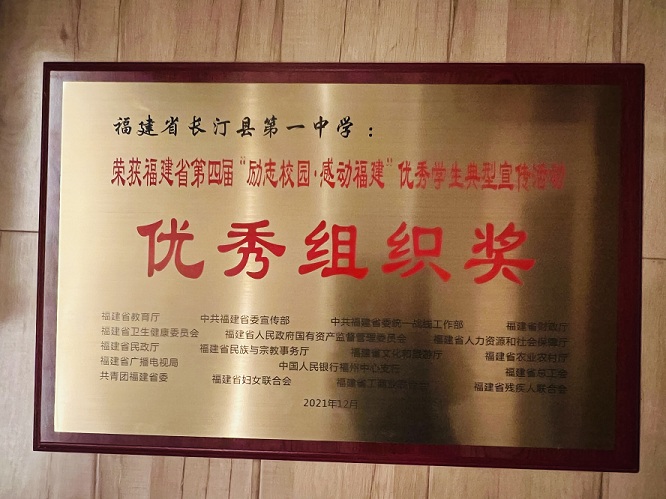 福建省长汀县第一中学：
荣获福建省第四届“励志校园·感动福建”优秀学生典型宣传活动
优秀组织奖
福建省教育厅 中共福建省委宣传部 中共福建省委统一战线工作部 福建省财政厅
福建省卫生健康委员会 福建省人民政府国有资产监督管理委员会 福建省人力资源和社会保障厅
福建省民政厅 福建省民族与宗教事务厅 福建省文化和旅游厅 福建省农业农村厅
福建省广播电视局 中国人民银行福州中心支行 福建省总工会
共青团福建省委 福建省妇女联合会 福建省工商业联合会 福建省残疾人联合会
2021年12月